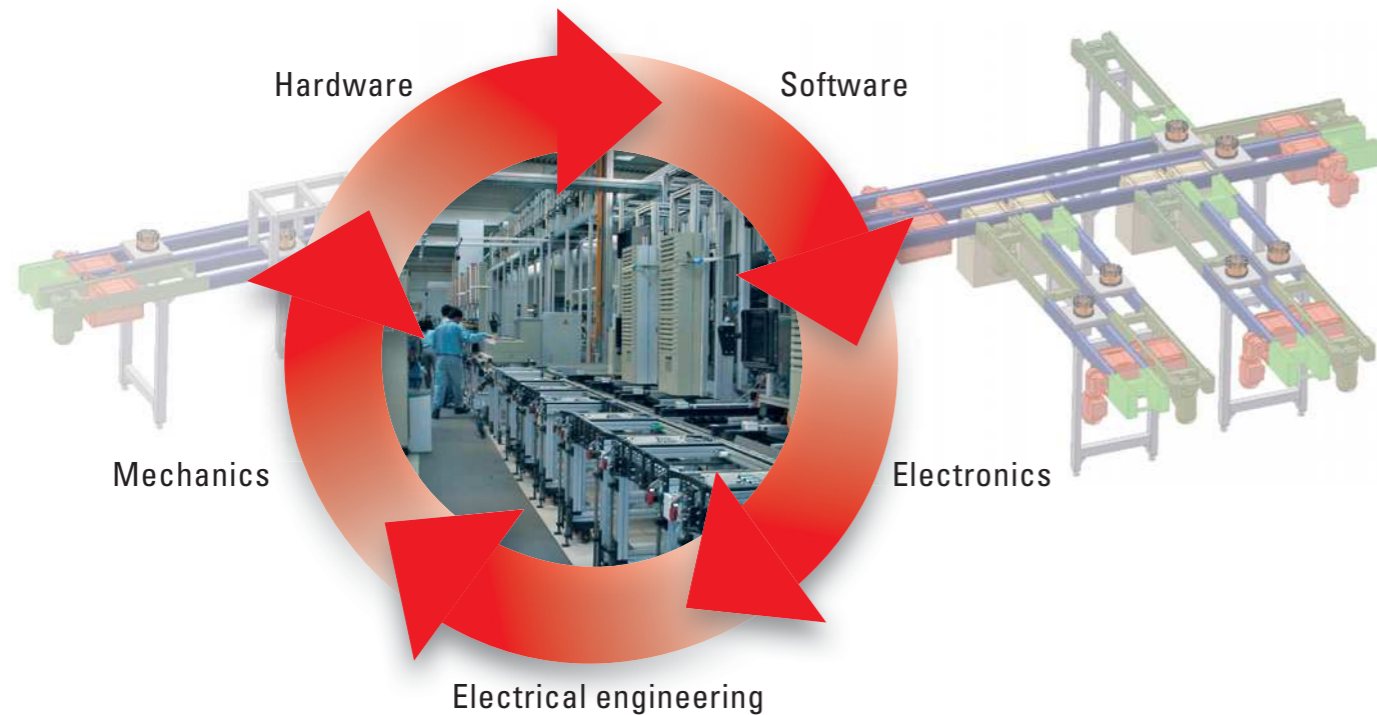 Hardware
Software
Mechanics
Electronics
Electrical engineering